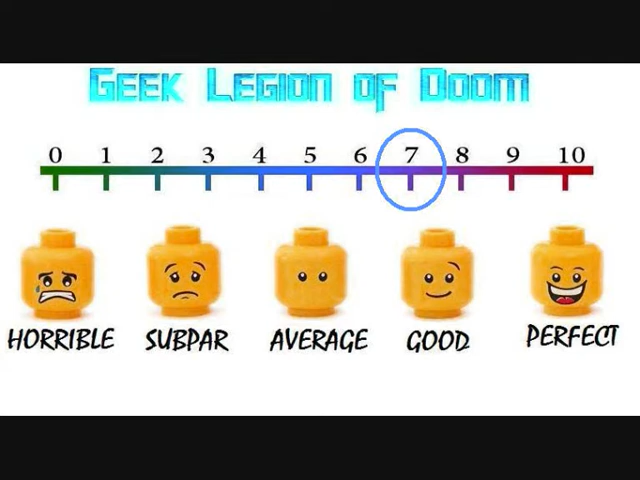 GEEK LEGION OF DOOM
0 1 2 3 4 5 6 7 8 9 10
HORRIBLE SUBPAR AVERAGE GOOD PERFECT